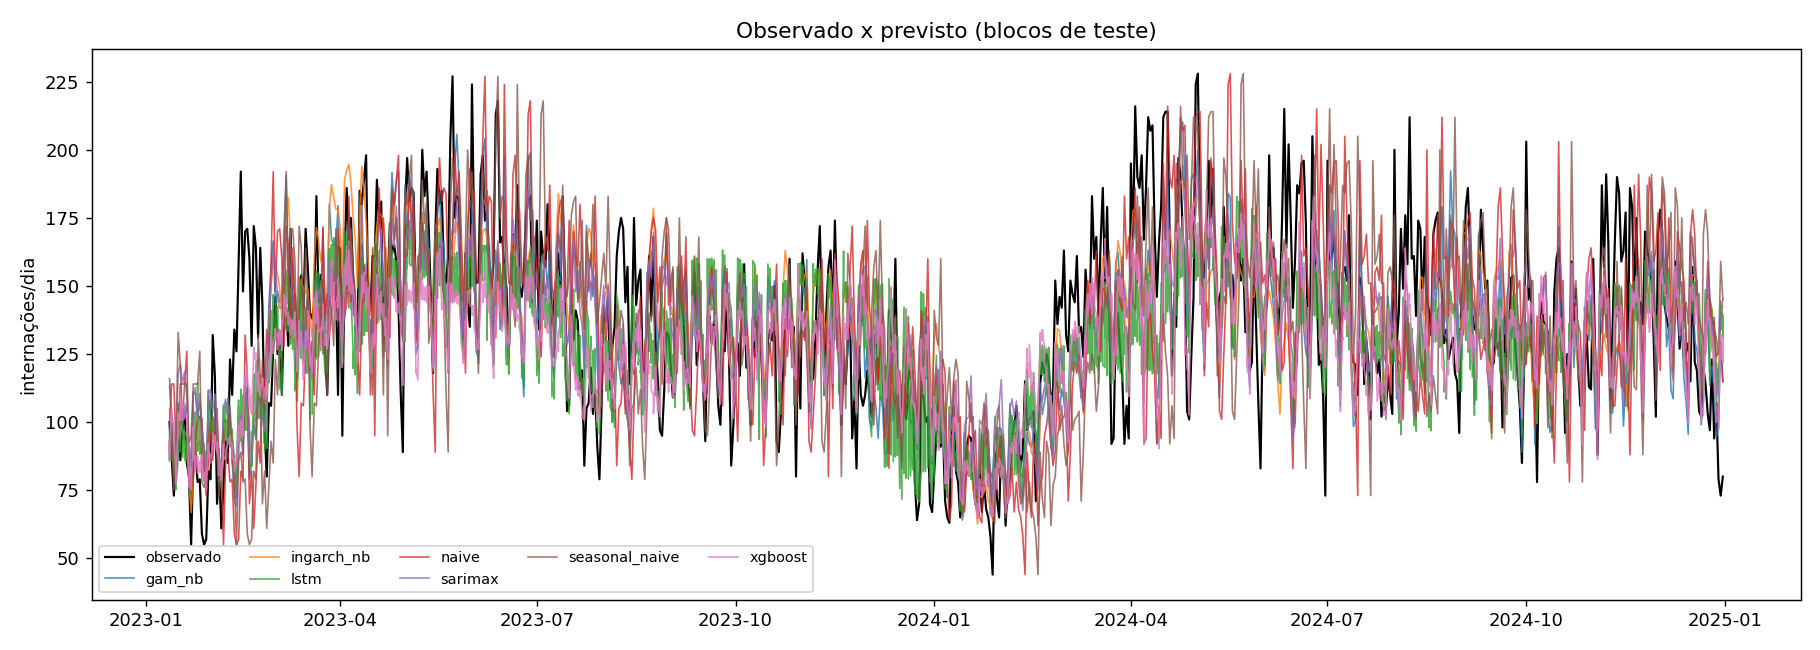 Observado x previsto (blocos de teste)
internações/dia
225
200
175
150
125
100
75
50
observado
gam_nb
ingarch_nb
lstm
naive
sarimax
seasonal_naive
xgboost
2023-01 2023-04 2023-07 2023-10 2024-01 2024-04 2024-07 2024-10 2025-01